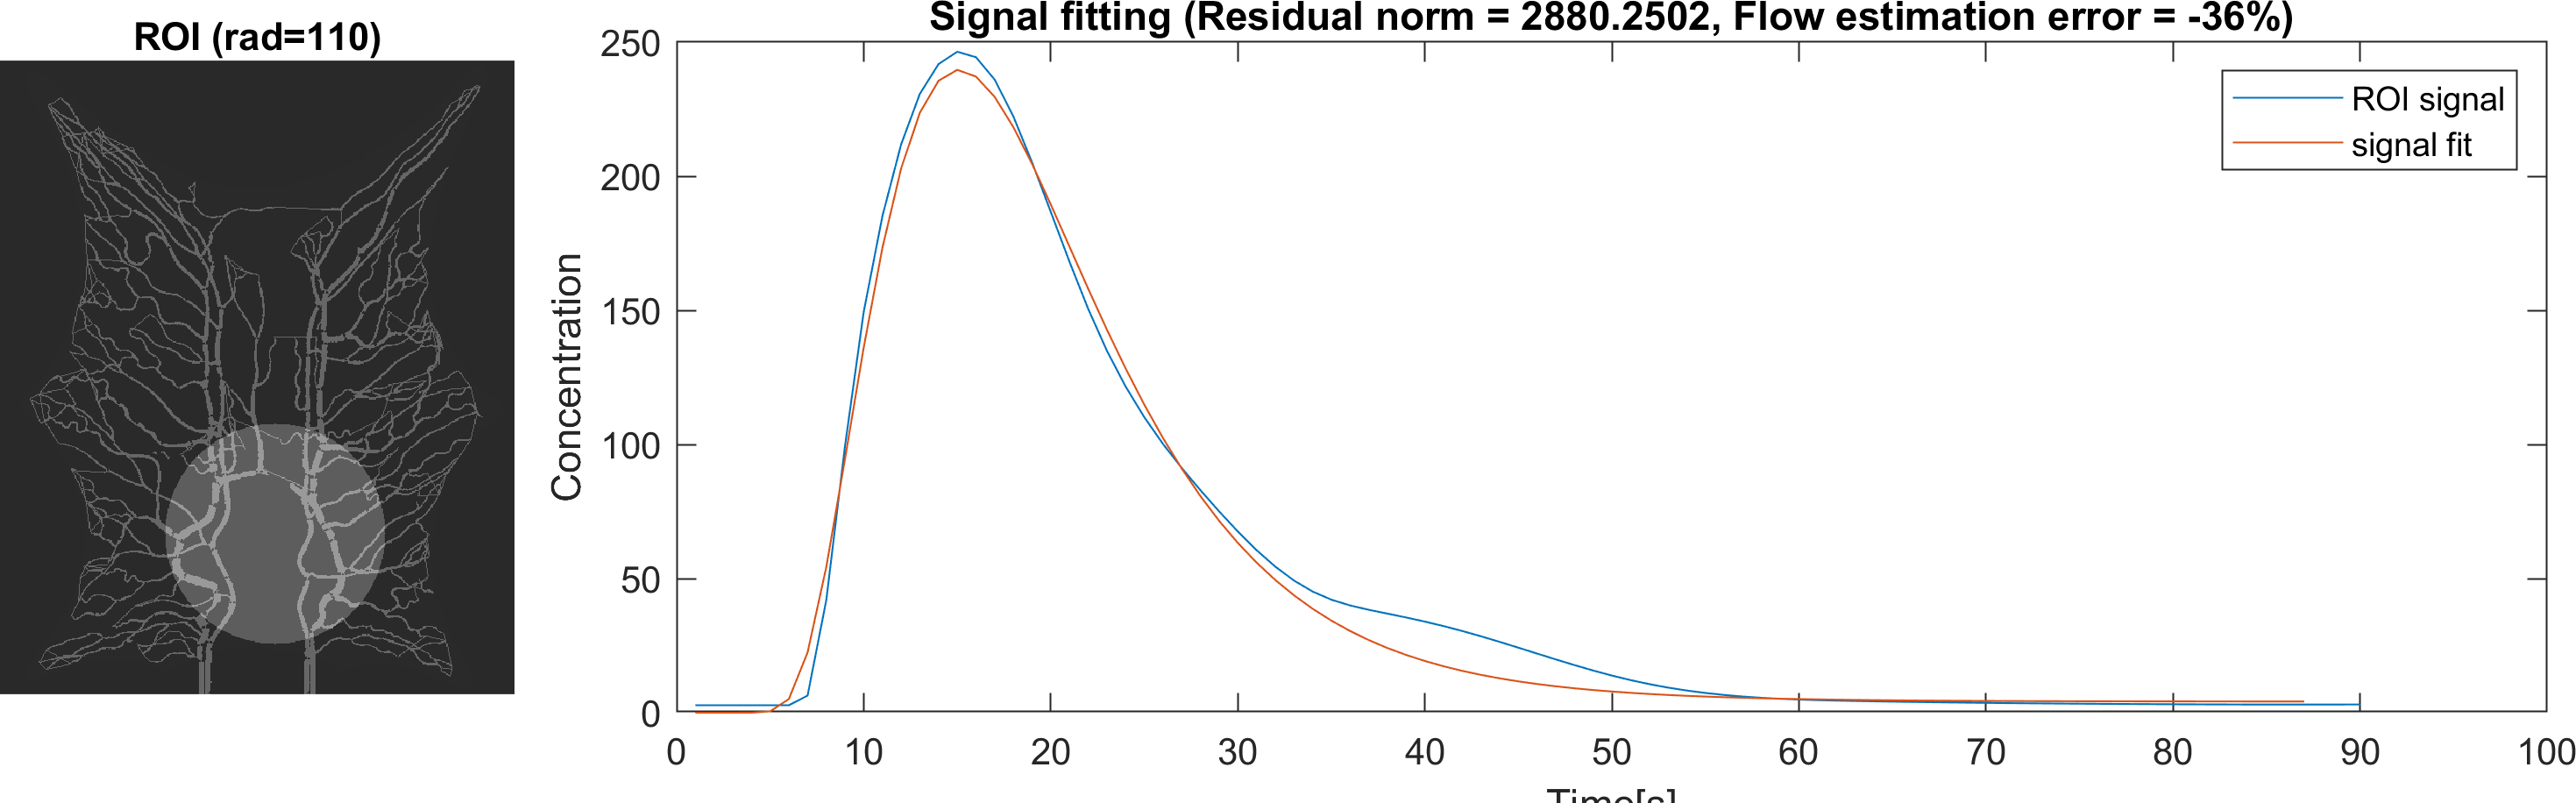 ROI (rad=110)
Signal fitting (Residual norm = 2880.2502, Flow estimation error = -36%)
250
200
150
100
50
0
Concentration
ROI signal
signal fit
0 10 20 30 40 50 60 70 80 90 100
Time[s]